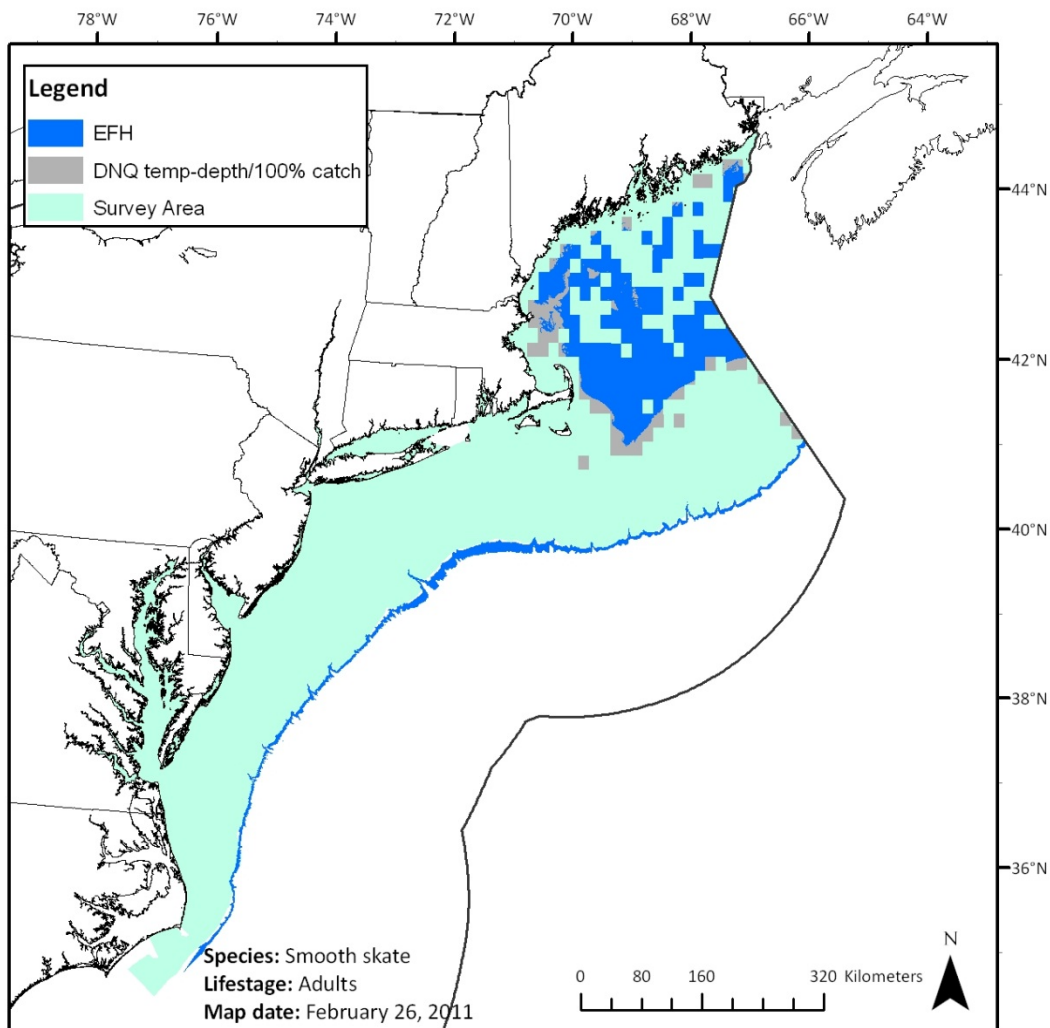 78°W 76°W 74°W 72°W 70°W 68°W 66°W 64°W
Legend
EFH
DNQ temp-depth/100% catch
Survey Area
44°N
42°N
40°N
38°N
36°N
Species: Smooth skate
Lifestage: Adults
Map date: February 26, 2011
0 80 160 320 Kilometers
N